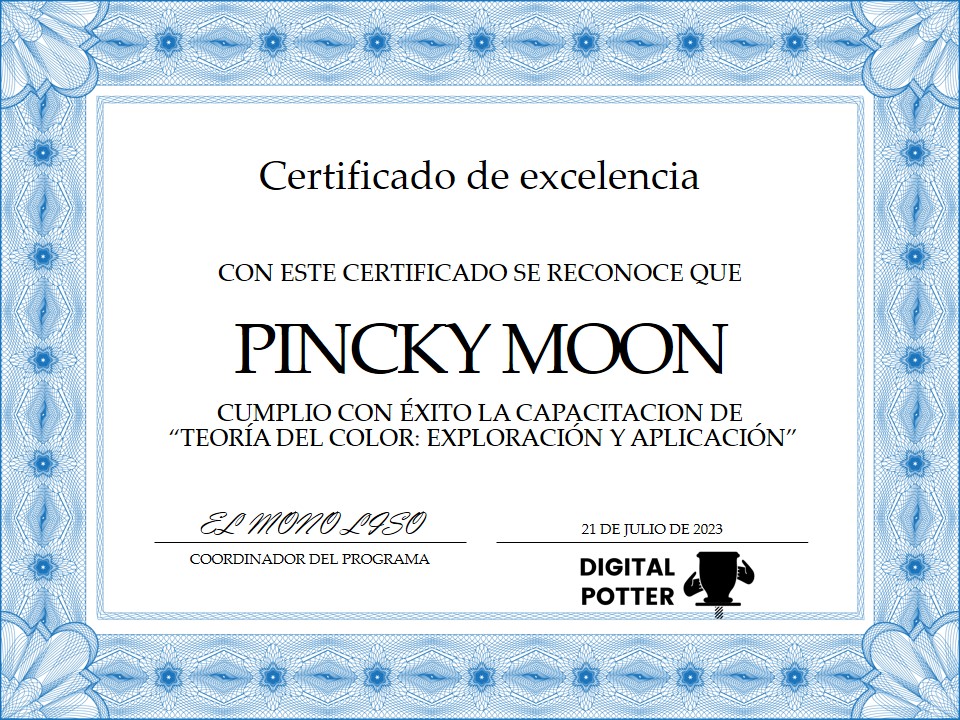 Certificado de excelencia
CON ESTE CERTIFICADO SE RECONOCE QUE
PINCKY MOON
CUMPLIO CON ÉXITO LA CAPACITACION DE
“TEORÍA DEL COLOR: EXPLORACIÓN Y APLICACIÓN”
EL MONO LISO
COORDINADOR DEL PROGRAMA
21 DE JULIO DE 2023
DIGITAL
POTTER